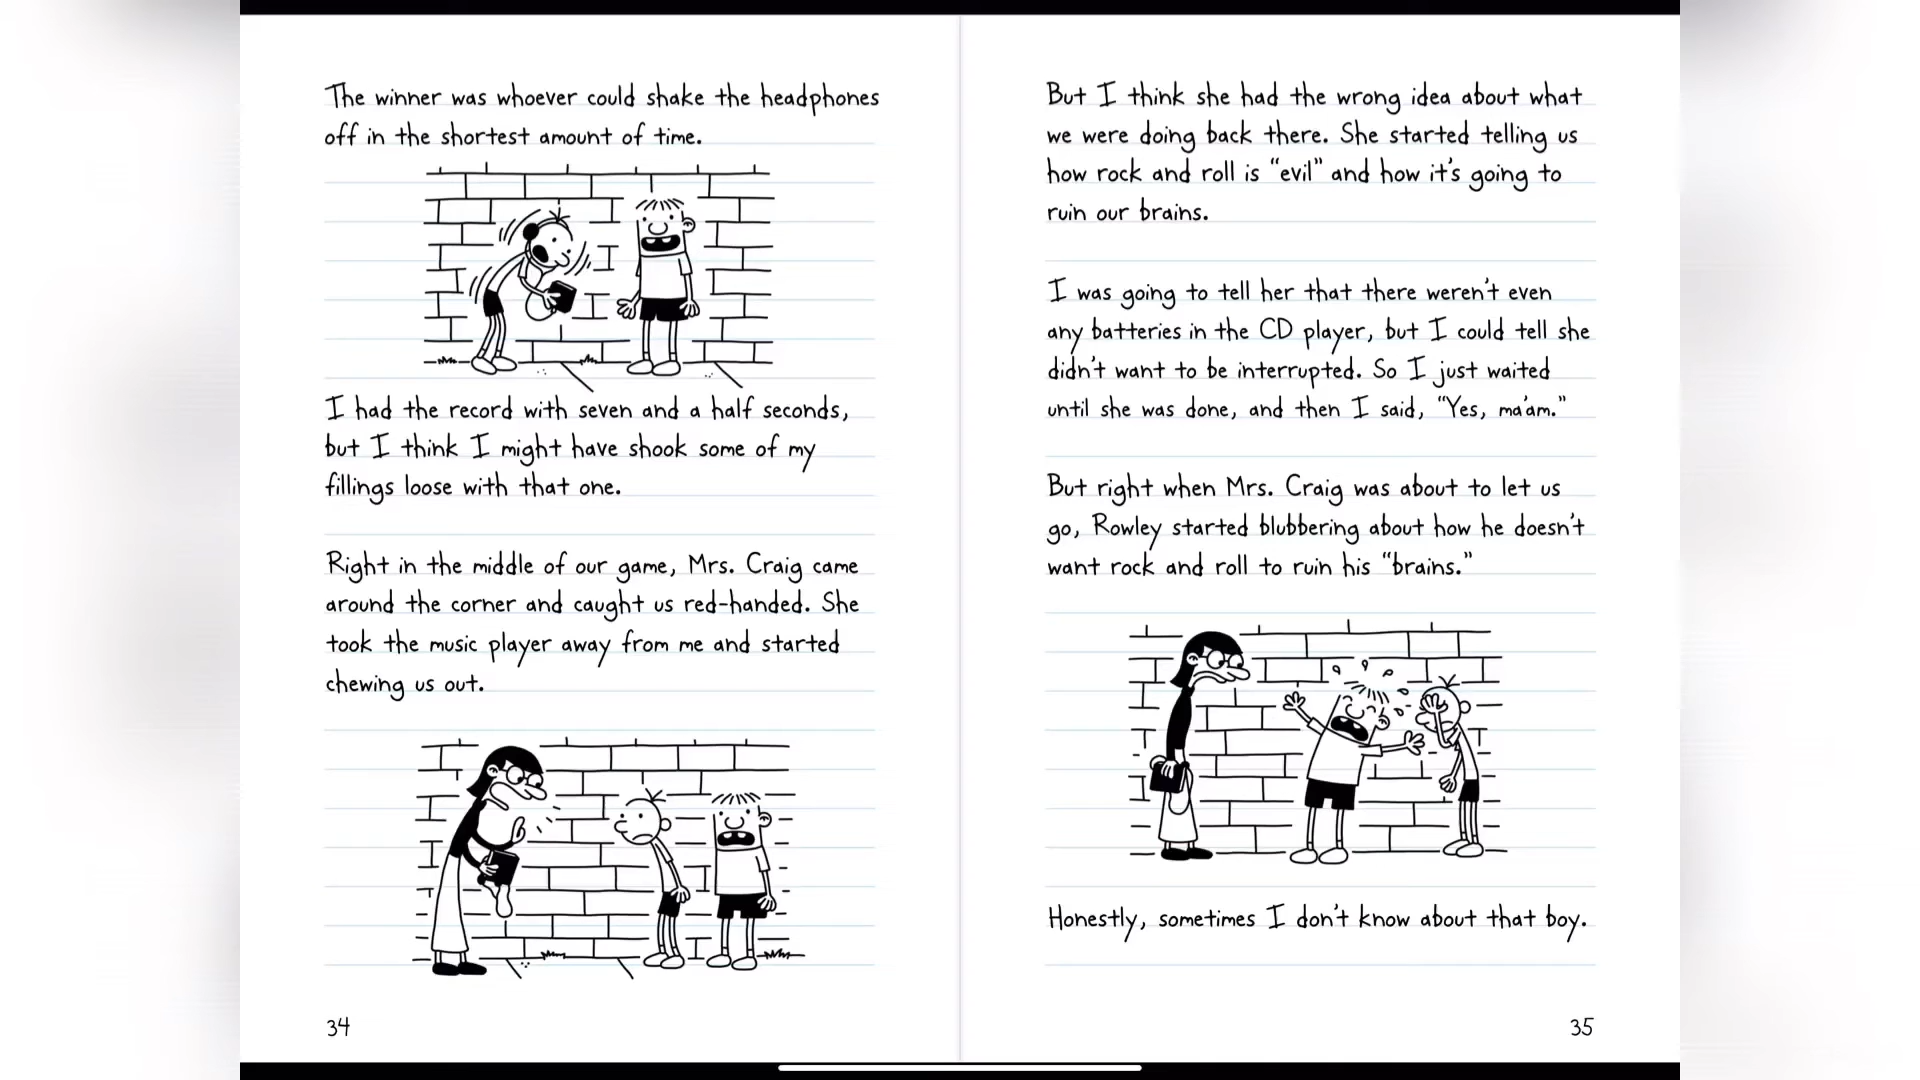 The winner was whoever could shake the headphones
off in the shortest amount of time.
I had the record with seven and a half seconds,
but I think I might have shook some of my
fillings loose with that one.
Right in the middle of our game, Mrs. Craig came
around the corner and caught us red-handed. She
took the music player away from me and started
chewing us out.
34
But I think she had the wrong idea about what
we were doing back there. She started telling us
how rock and roll is “evil” and how it’s going to
ruin our brains.
I was going to tell her that there weren’t even
any batteries in the CD player, but I could tell she
didn’t want to be interrupted. So I just waited
until she was done, and then I said, “Yes, ma’am.”
But right when Mrs. Craig was about to let us
go, Rowley started blubbering about how he doesn’t
want rock and roll to ruin his “brains.”
Honestly, sometimes I don’t know about that boy.
35